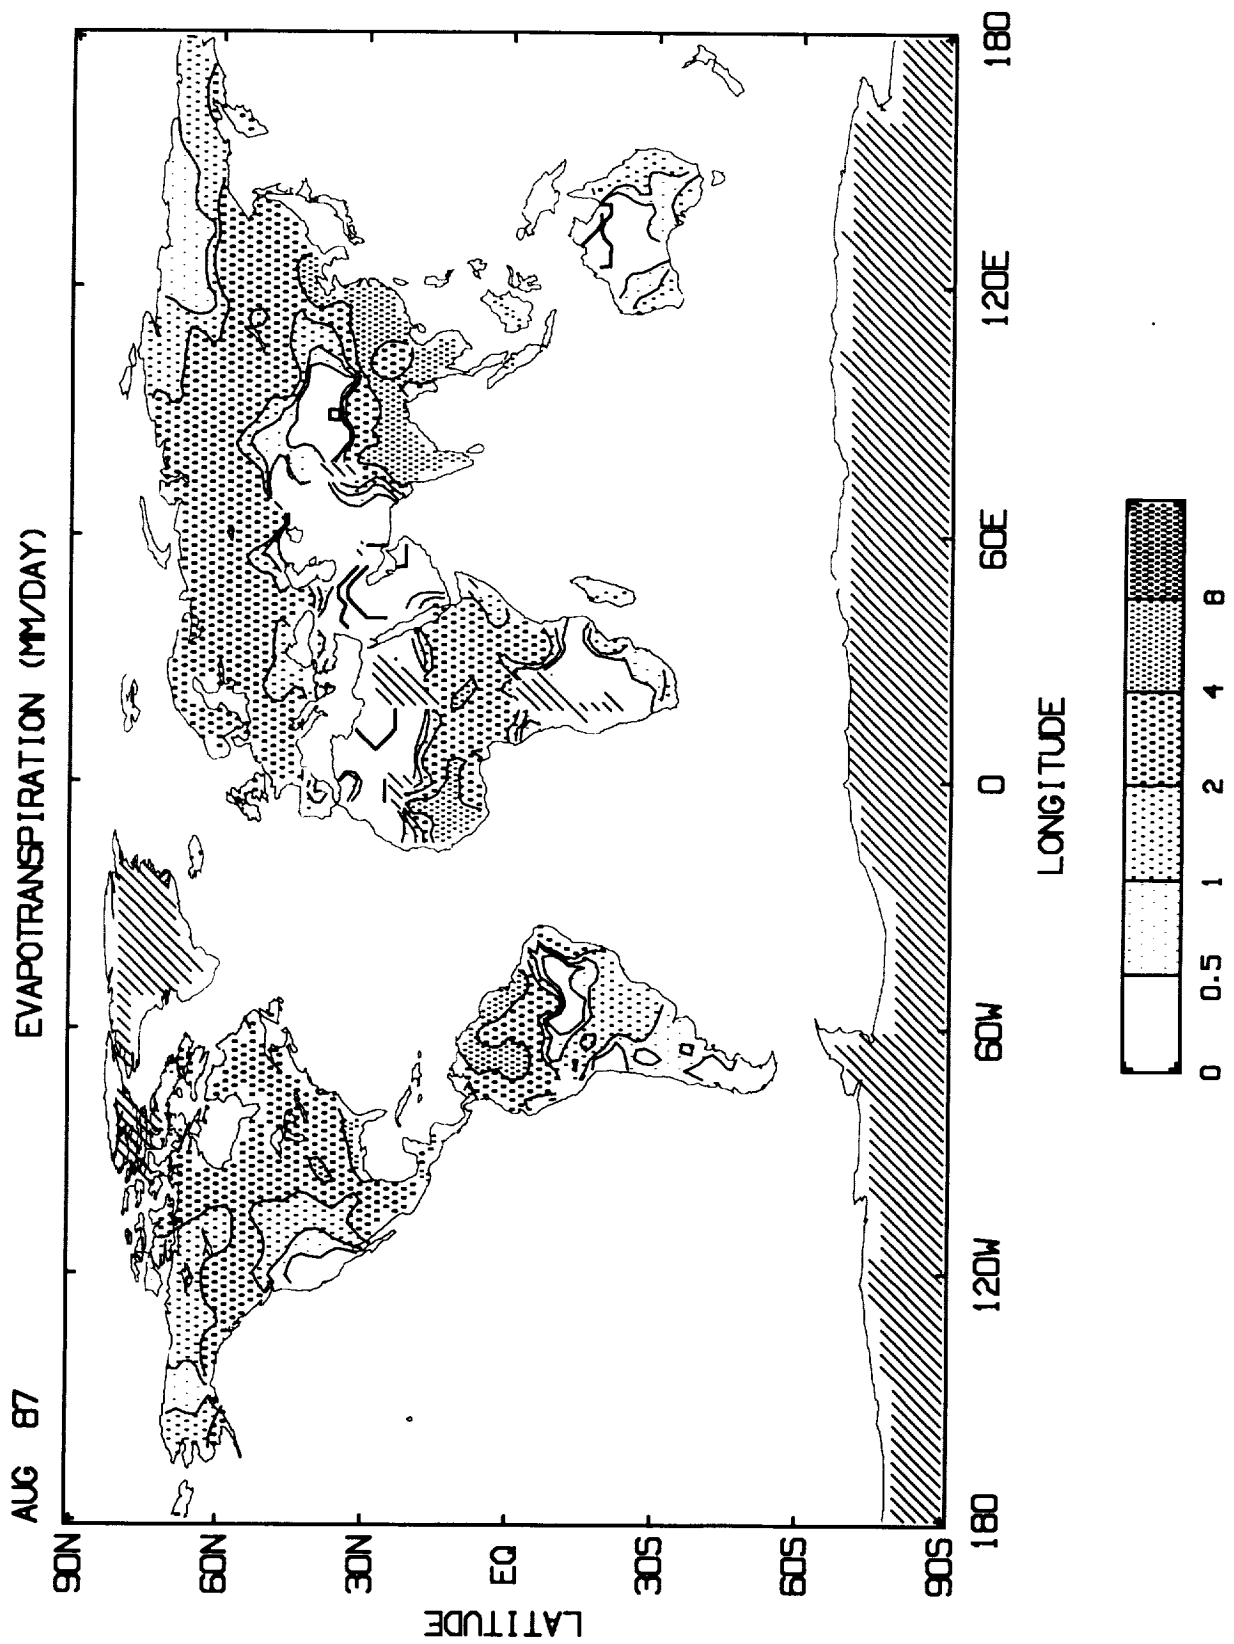 AUG 87
EVAPOTRANSPIRATION (MM/DAY)
90N
60N
30N
EQ
30S
60S
90S
LATITUDE
180 120W 60W 0 60E 120E 180
LONGITUDE
0 0.5 1 2 4 8